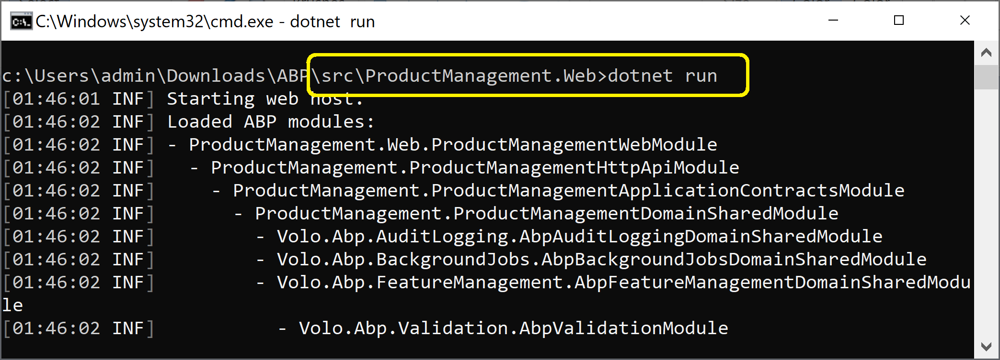 C:\Windows\system32\cmd.exe - dotnet  run
c:\Users\admin\Downloads\ABP\src\ProductManagement.Web>dotnet run
[01:46:01 INF] Starting web host.
[01:46:02 INF] Loaded ABP modules:
[01:46:02 INF] - ProductManagement.Web.ProductManagementWebModule
[01:46:02 INF]   - ProductManagement.ProductManagementHttpApiModule
[01:46:02 INF]     - ProductManagement.ProductManagementApplicationContractsModule
[01:46:02 INF]       - ProductManagement.ProductManagementDomainSharedModule
[01:46:02 INF]         - Volo.Abp.AuditLogging.AbpAuditLoggingDomainSharedModule
[01:46:02 INF]         - Volo.Abp.BackgroundJobs.AbpBackgroundJobsDomainSharedModule
[01:46:02 INF]         - Volo.Abp.FeatureManagement.AbpFeatureManagementDomainSharedModu
le
[01:46:02 INF]           - Volo.Abp.Validation.AbpValidationModule